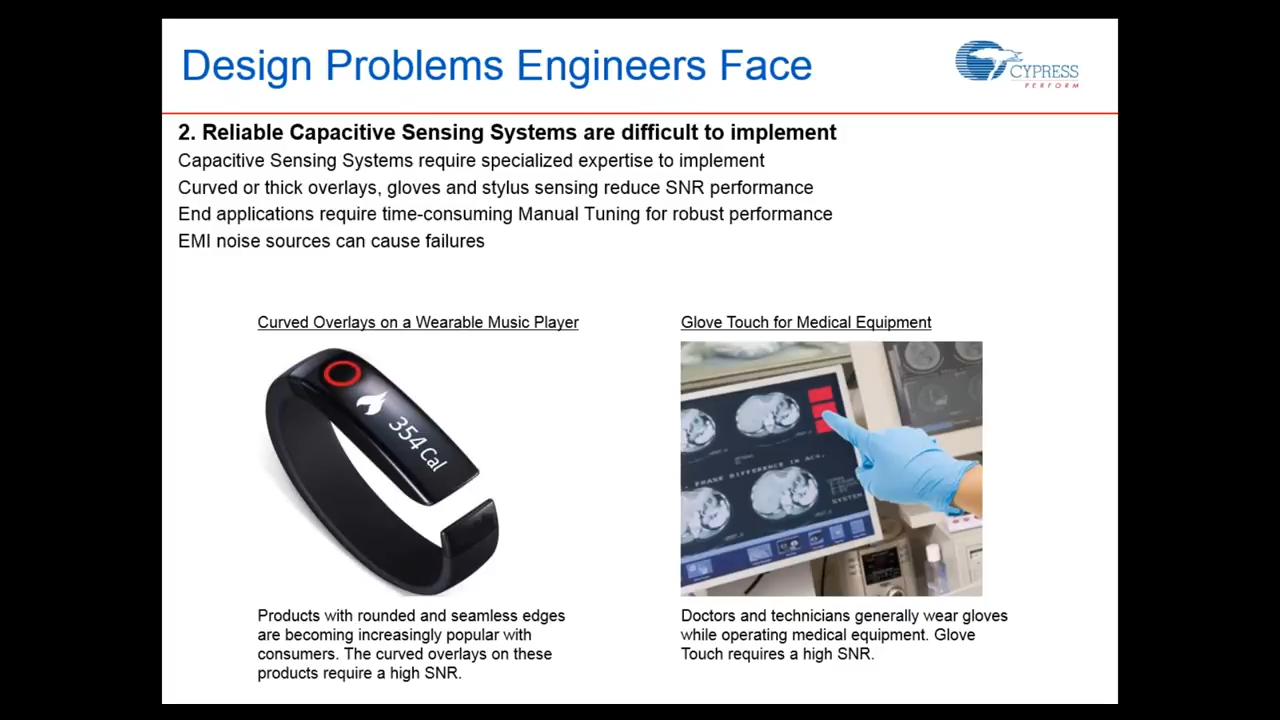 Design Problems Engineers Face
CYPRESS
PERFORM
2. Reliable Capacitive Sensing Systems are difficult to implement
Capacitive Sensing Systems require specialized expertise to implement
Curved or thick overlays, gloves and stylus sensing reduce SNR performance
End applications require time-consuming Manual Tuning for robust performance
EMI noise sources can cause failures
Curved Overlays on a Wearable Music Player
354 Cal
Products with rounded and seamless edges
are becoming increasingly popular with
consumers. The curved overlays on these
products require a high SNR.
Glove Touch for Medical Equipment
PHASE DIFFERENCE IN
SYSTEM
Doctors and technicians generally wear gloves
while operating medical equipment. Glove
Touch requires a high SNR.